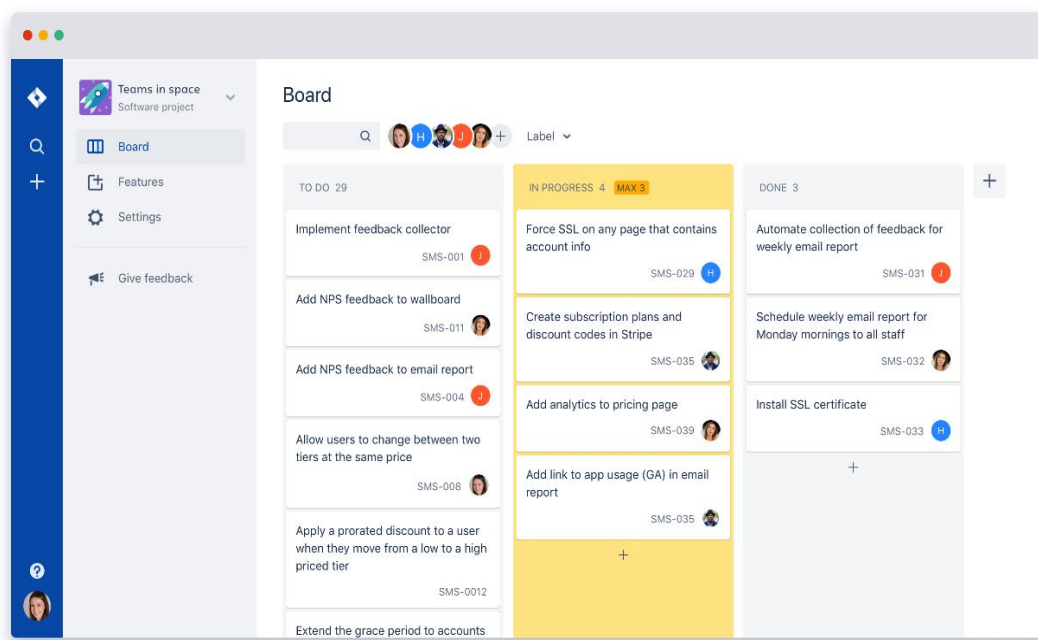 Teams in space
Software project
Board
Features
Settings
Give feedback
Board
H
J
Label
TO DO 29
Implement feedback collector
SMS-001 J
Add NPS feedback to wallboard
SMS-011
Add NPS feedback to email report
SMS-004 J
Allow users to change between two
tiers at the same price
SMS-008
Apply a prorated discount to a user
when they move from a low to a high
priced tier
SMS-0012
Extend the grace period to accounts
IN PROGRESS 4 MAX 3
Force SSL on any page that contains
account info
SMS-029 H
Create subscription plans and
discount codes in Stripe
SMS-035
Add analytics to pricing page
SMS-039
Add link to app usage (GA) in email
report
SMS-035
DONE 3
Automate collection of feedback for
weekly email report
SMS-031 J
Schedule weekly email report for
Monday mornings to all staff
SMS-032
Install SSL certificate
SMS-033 H